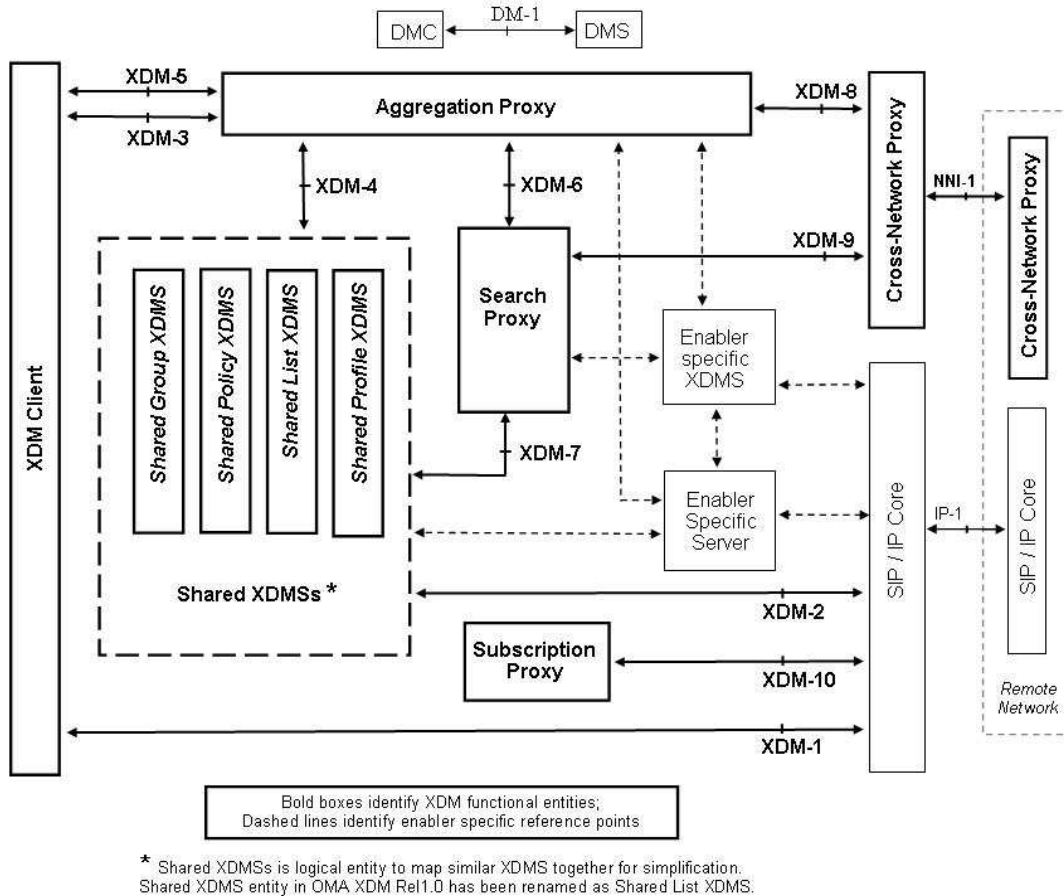 DM-1
DMC
DMS
XDM-5
XDM-3
Aggregation Proxy
XDM-8
XDM-4
XDM-6
NNI-1
XDM-9
Cross-Network Proxy
Cross-Network Proxy
XDM Client
Shared Group XDMS
Shared Policy XDMS
Shared List XDMS
Shared Profile XDMS
Search
Proxy
Enabler
specific
XDMS
XDM-7
Enabler
Specific
Server
SIP / IP Core
IP-1
SIP / IP Core
Shared XDMSs *
XDM-2
Subscription
Proxy
XDM-10
Remote
Network
XDM-1
Bold boxes identify XDM functional entities;
Dashed lines identify enabler specific reference points
* Shared XDMSs is logical entity to map similar XDMS together for simplification.
Shared XDMS entity in OMA XDM Rel1.0 has been renamed as Shared List XDMS.